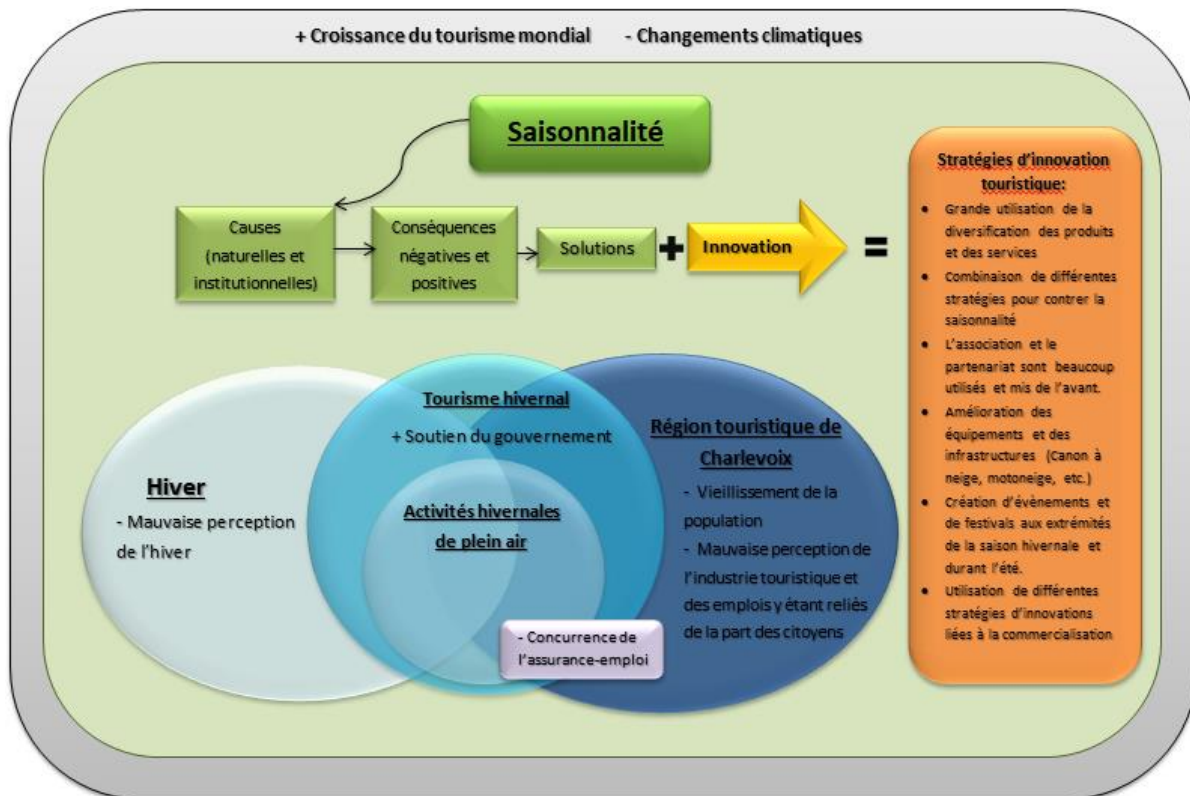 + Croissance du tourisme mondial - Changements climatiques
Saisonnalité
Causes
(naturelles et
institutionnelles)
Conséquences
négatives et
positives
Solutions
+
Innovation
=
Stratégies d'innovation
touristique:
• Grande utilisation de la
diversification des produits
et des services
• Combinaison de différentes
stratégies pour contrer la
saisonnalité
• L'association et le
partenariat sont beaucoup
utilisés et mis de l'avant.
• Amélioration des
équipements et des
infrastructures (Canon à
neige, motoneige, etc.)
• Création d'évènements et
de festivals aux extrémités
de la saison hivernale et
durant l'été.
• Utilisation de différentes
stratégies d'innovations
liées à la commercialisation
Hiver
- Mauvaise perception
de l'hiver
Tourisme hivernal
+ Soutien du gouvernement
Activités hivernales
de plein air
- Concurrence de
l'assurance-emploi
Région touristique de
Charlevoix
- Vieillissement de la
population
- Mauvaise perception de
l'industrie touristique et
des emplois y étant reliés
de la part des citoyens